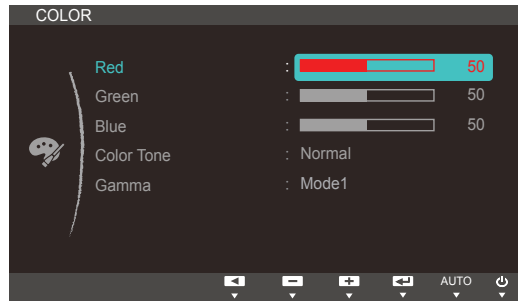 COLOR
Red : 50
Green : 50
Blue : 50
Color Tone : Normal
Gamma : Mode1
AUTO